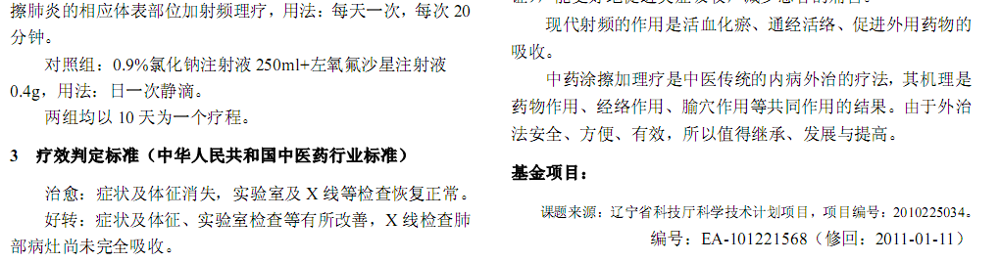 擦肺炎的相应体表部位加射频理疗，用法：每天一次，每次 20
分钟。
对照组：0.9%氯化钠注射液 250ml+左氧氟沙星注射液
0.4g，用法：日一次静滴。
两组均以 10 天为一个疗程。
3 疗效判定标准（中华人民共和国中医药行业标准）
治愈：症状及体征消失，实验室及 X 线等检查恢复正常。
好转：症状及体征、实验室检查等有所改善，X 线检查肺
部病灶尚未完全吸收。
现代射频的作用是活血化瘀、通经活络、促进外用药物的
吸收。
中药涂擦加理疗是中医传统的内病外治的疗法，其机理是
药物作用、经络作用、腧穴作用等共同作用的结果。由于外治
法安全、方便、有效，所以值得继承、发展与提高。
基金项目：
课题来源：辽宁省科技厅科学技术计划项目，项目编号：2010225034。
编号：EA-101221568（修回：2011-01-11）